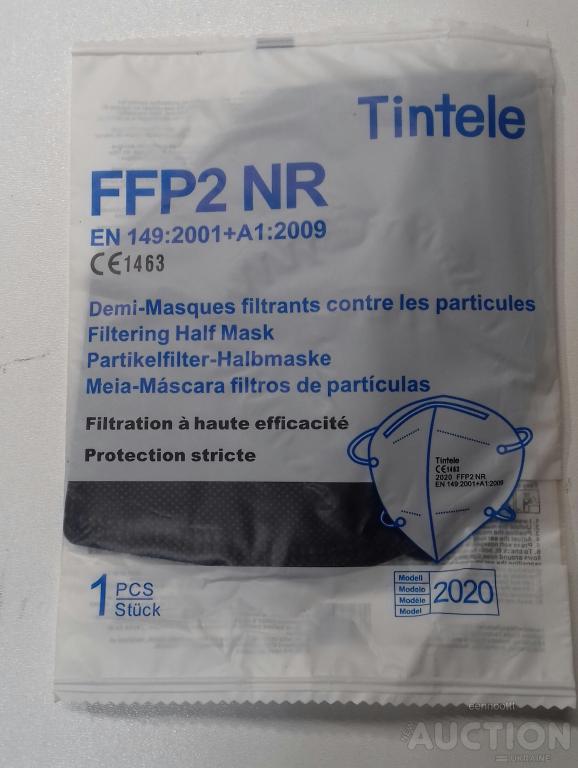 Tintele
FFP2 NR
EN 149:2001+A1:2009
CE1463
Demi-Masques filtrants contre les particules
Filtering Half Mask
Partikelfilter-Halbmaske
Meia-Máscara filtros de partículas
Filtration à haute efficacité
Protection stricte
Tintele
CE1463
2020 FFP2 NR
EN 149:2001+A1:2009
1 PCS
Stück
Modell
Modelo
Modèle
Model
2020
eennoottf
AUCTION
UKRAINE